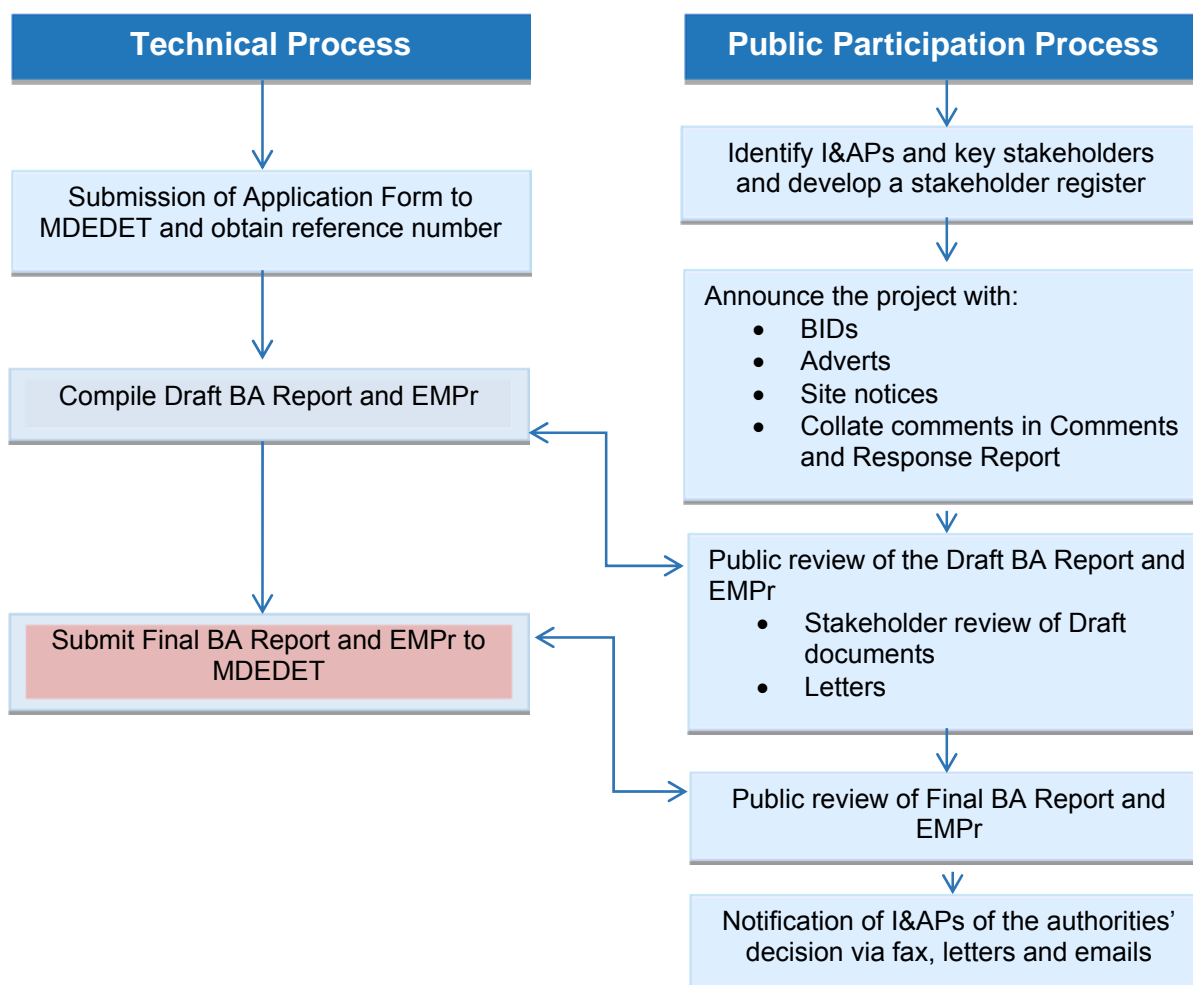 Technical Process
Submission of Application Form to
MDEDET and obtain reference number
Compile Draft BA Report and EMPr
Submit Final BA Report and EMPr to
MDEDET
Public Participation Process
Identify I&APs and key stakeholders
and develop a stakeholder register
Announce the project with:
• BIDs
• Adverts
• Site notices
• Collate comments in Comments
and Response Report
Public review of the Draft BA Report and
EMPr
• Stakeholder review of Draft
documents
• Letters
Public review of Final BA Report and
EMPr
Notification of I&APs of the authorities’
decision via fax, letters and emails